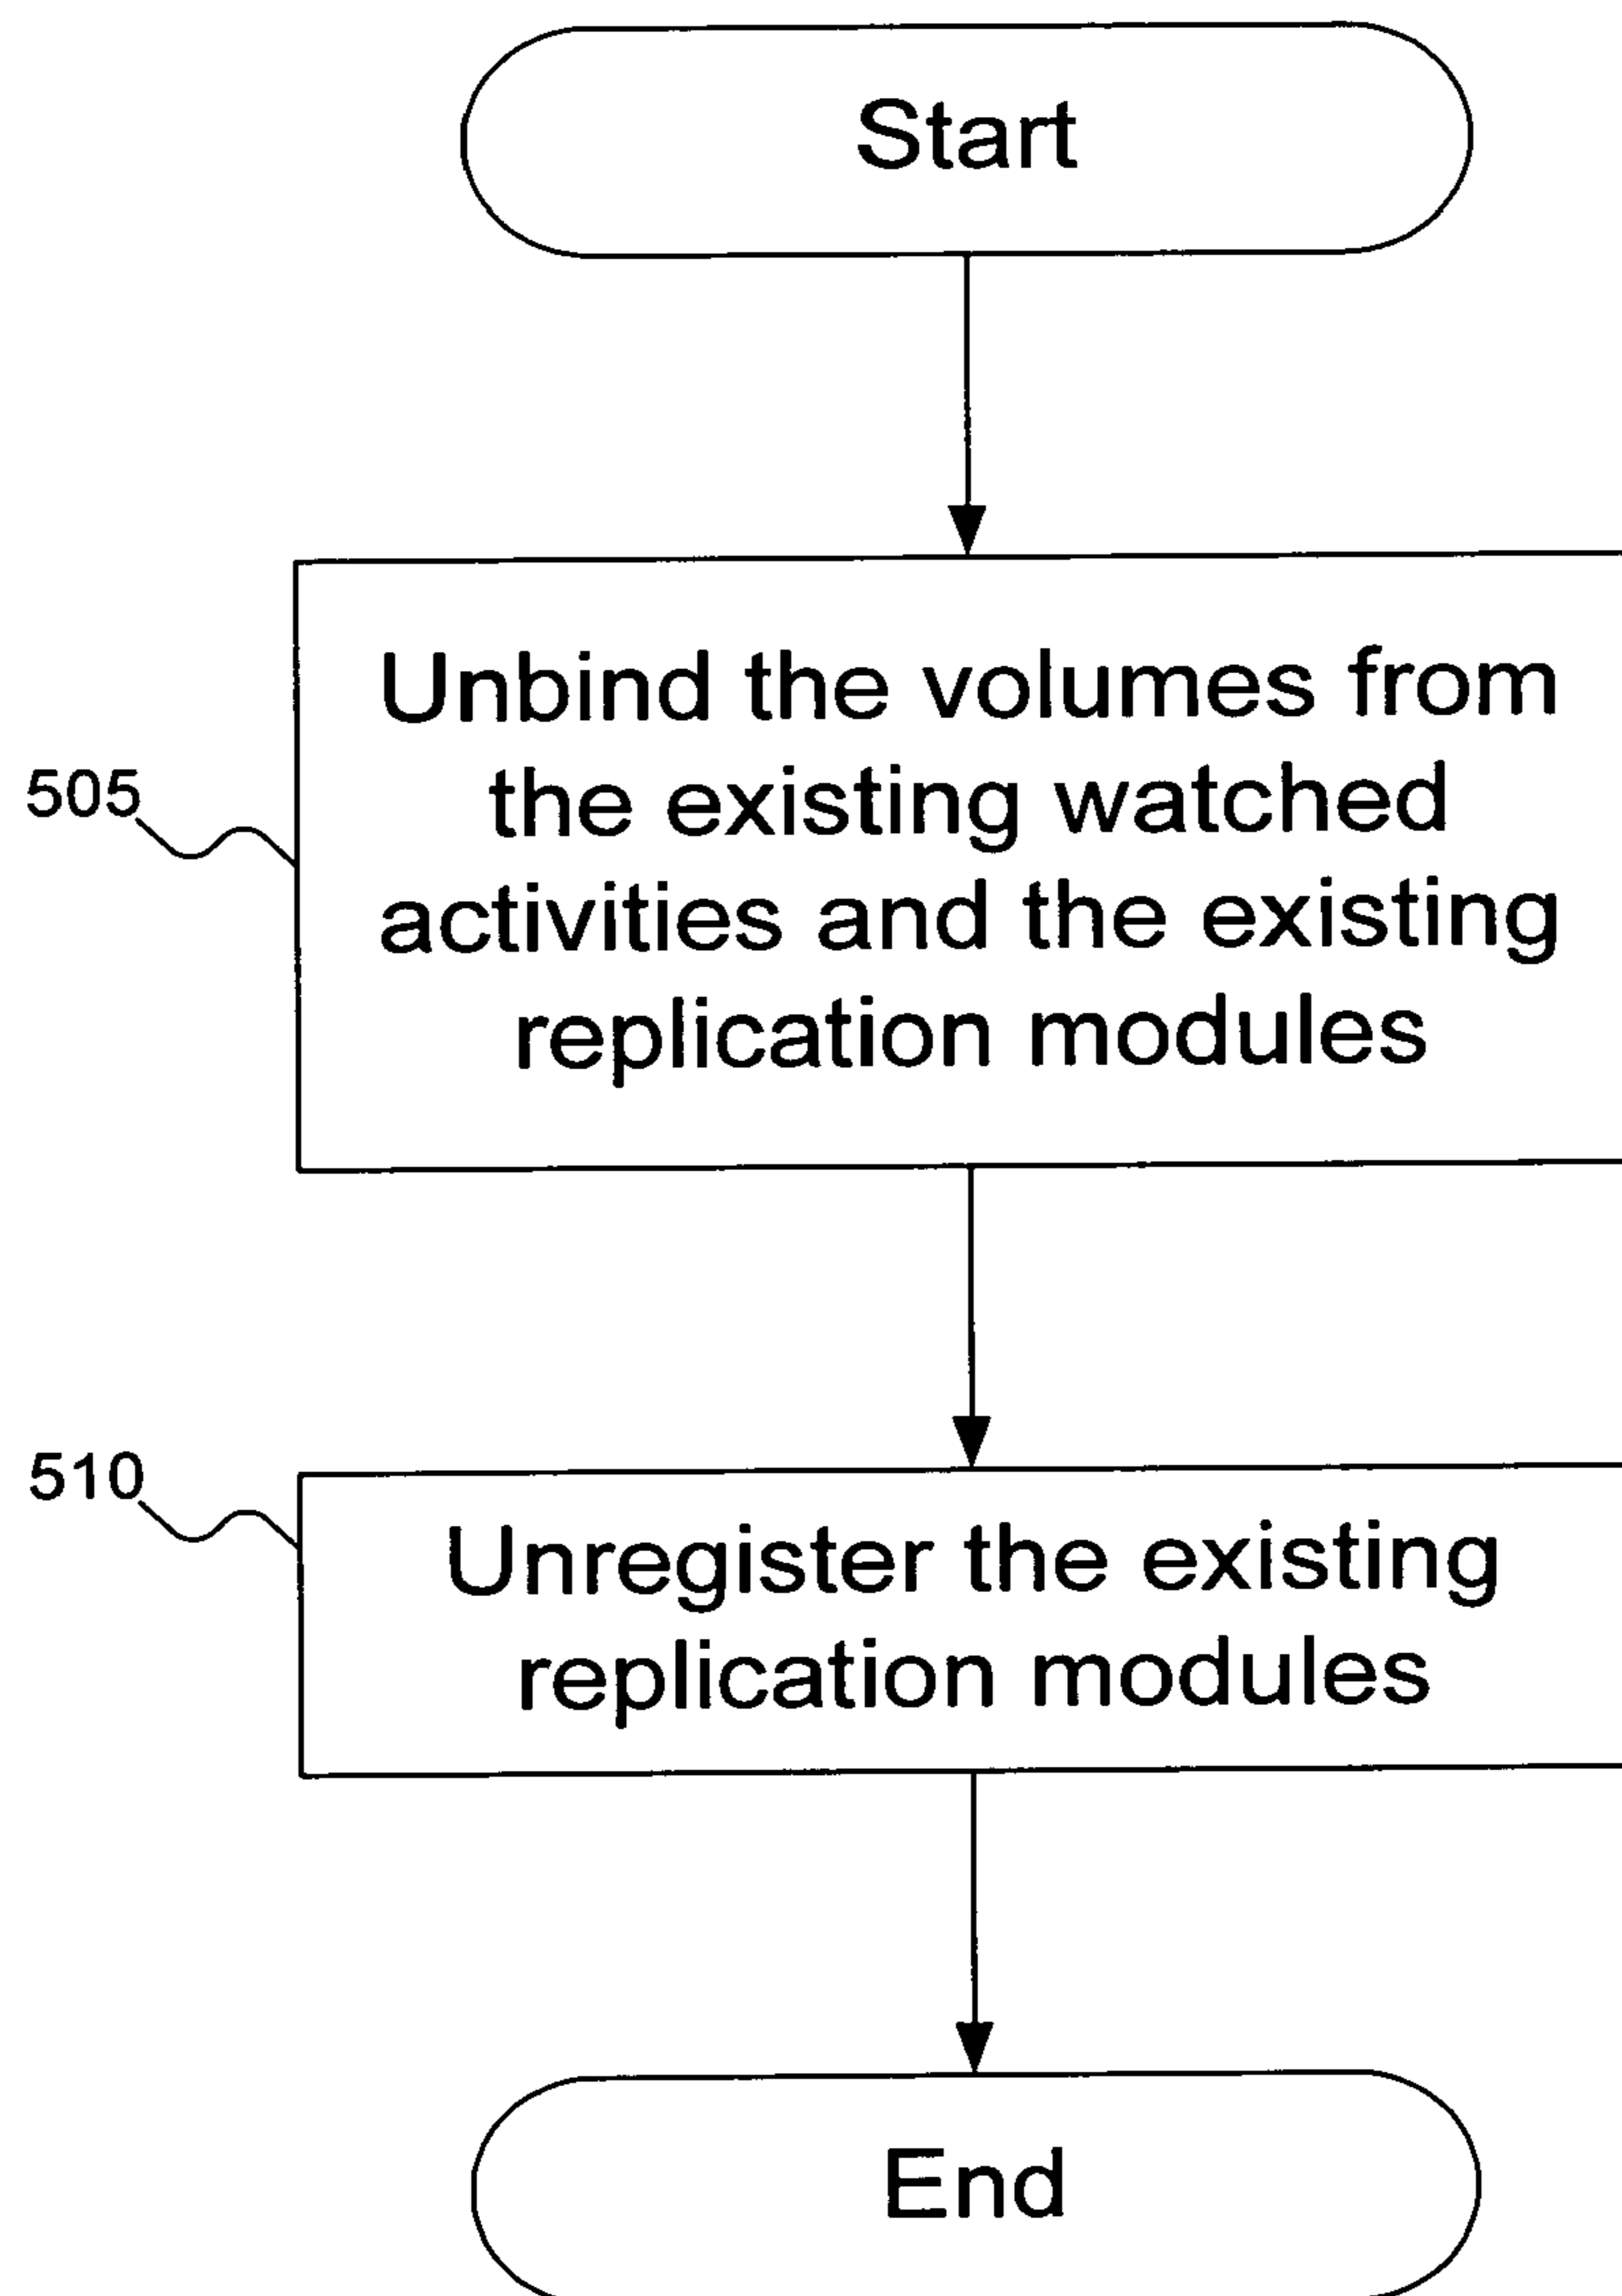 Start
505
Unbind the volumes from
the existing watched
activities and the existing
replication modules
510
Unregister the existing
replication modules
End